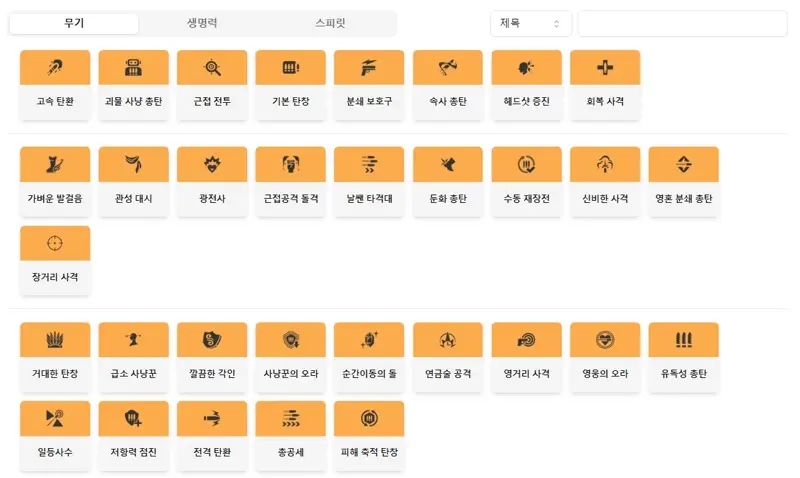 무기 생명력 스피릿 제목
고속 탄환 괴물 사냥 총탄 근접 전투 기본 탄창 분쇄 보호구 속사 총탄 헤드샷 증진 회복 사격
가벼운 발걸음 관성 대시 광전사 근접공격 돌격 날쌘 타격대 둔화 총탄 수동 재장전 신비한 사격 영혼 분쇄 총탄
장거리 사격
거대한 탄창 급소 사냥꾼 깔끔한 각인 사냥꾼의 오라 순간이동의 돌 연금술 공격 영거리 사격 영웅의 오라 유독성 총탄
일등사수 저항력 점진 전격 탄환 총공세 피해 축적 탄창